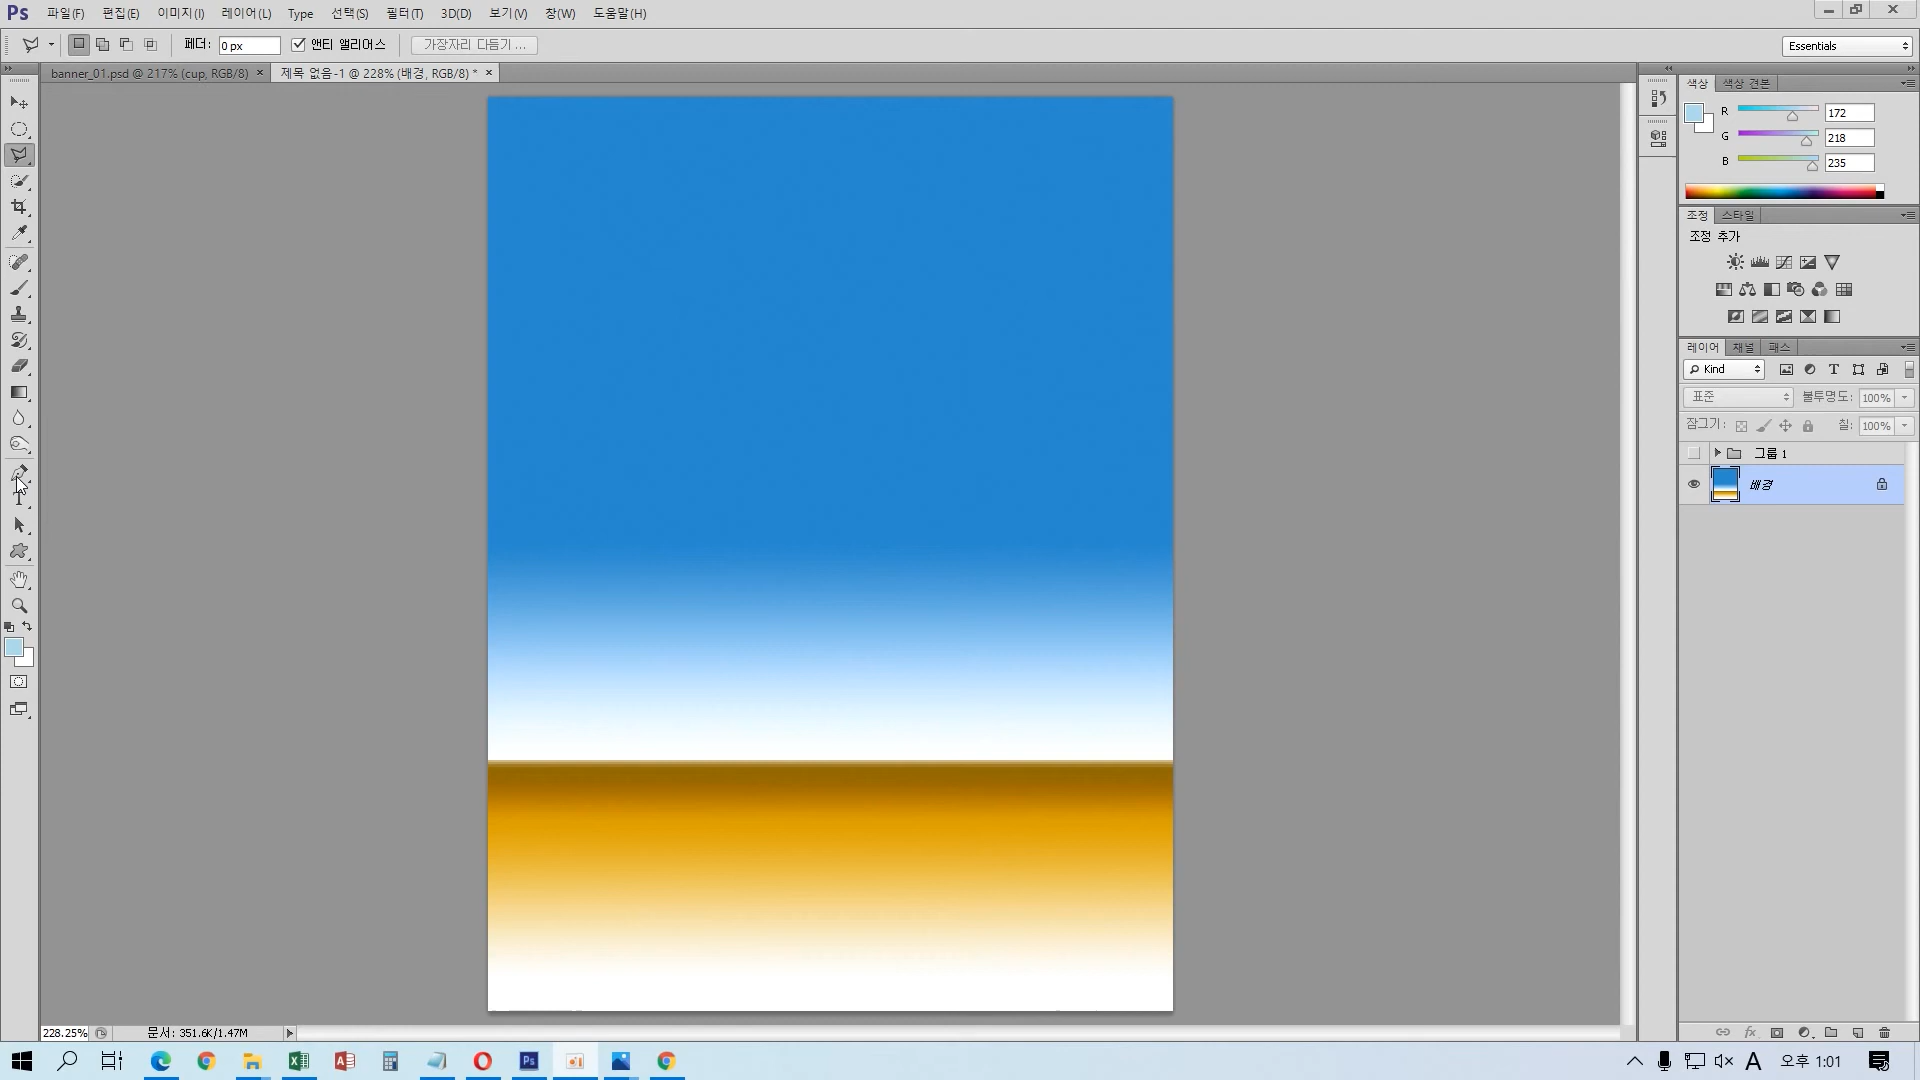 Ps 파일(F) 편집(E) 이미지(I) 레이어(L) Type 선택(S) 필터(T) 3D(D) 보기(V) 창(W) 도움말(H)
페더: 0 px 앤티 앨리어스 가장자리 다듬기 ... Essentials
banner_01.psd @ 217% (cup, RGB/8) × 제목 없음-1 @ 228% (배경, RGB/8) * ×
색상 색상 견본
R 172
G 218
B 235
조정 스타일
조정 추가
레이어 채널 패스
Kind
표준 불투명도: 100%
잠그기: 칠: 100%
그룹 1
배경
T
fx
228.25% 문서: 351.6K/1.47M
Ps A 오후 1:01